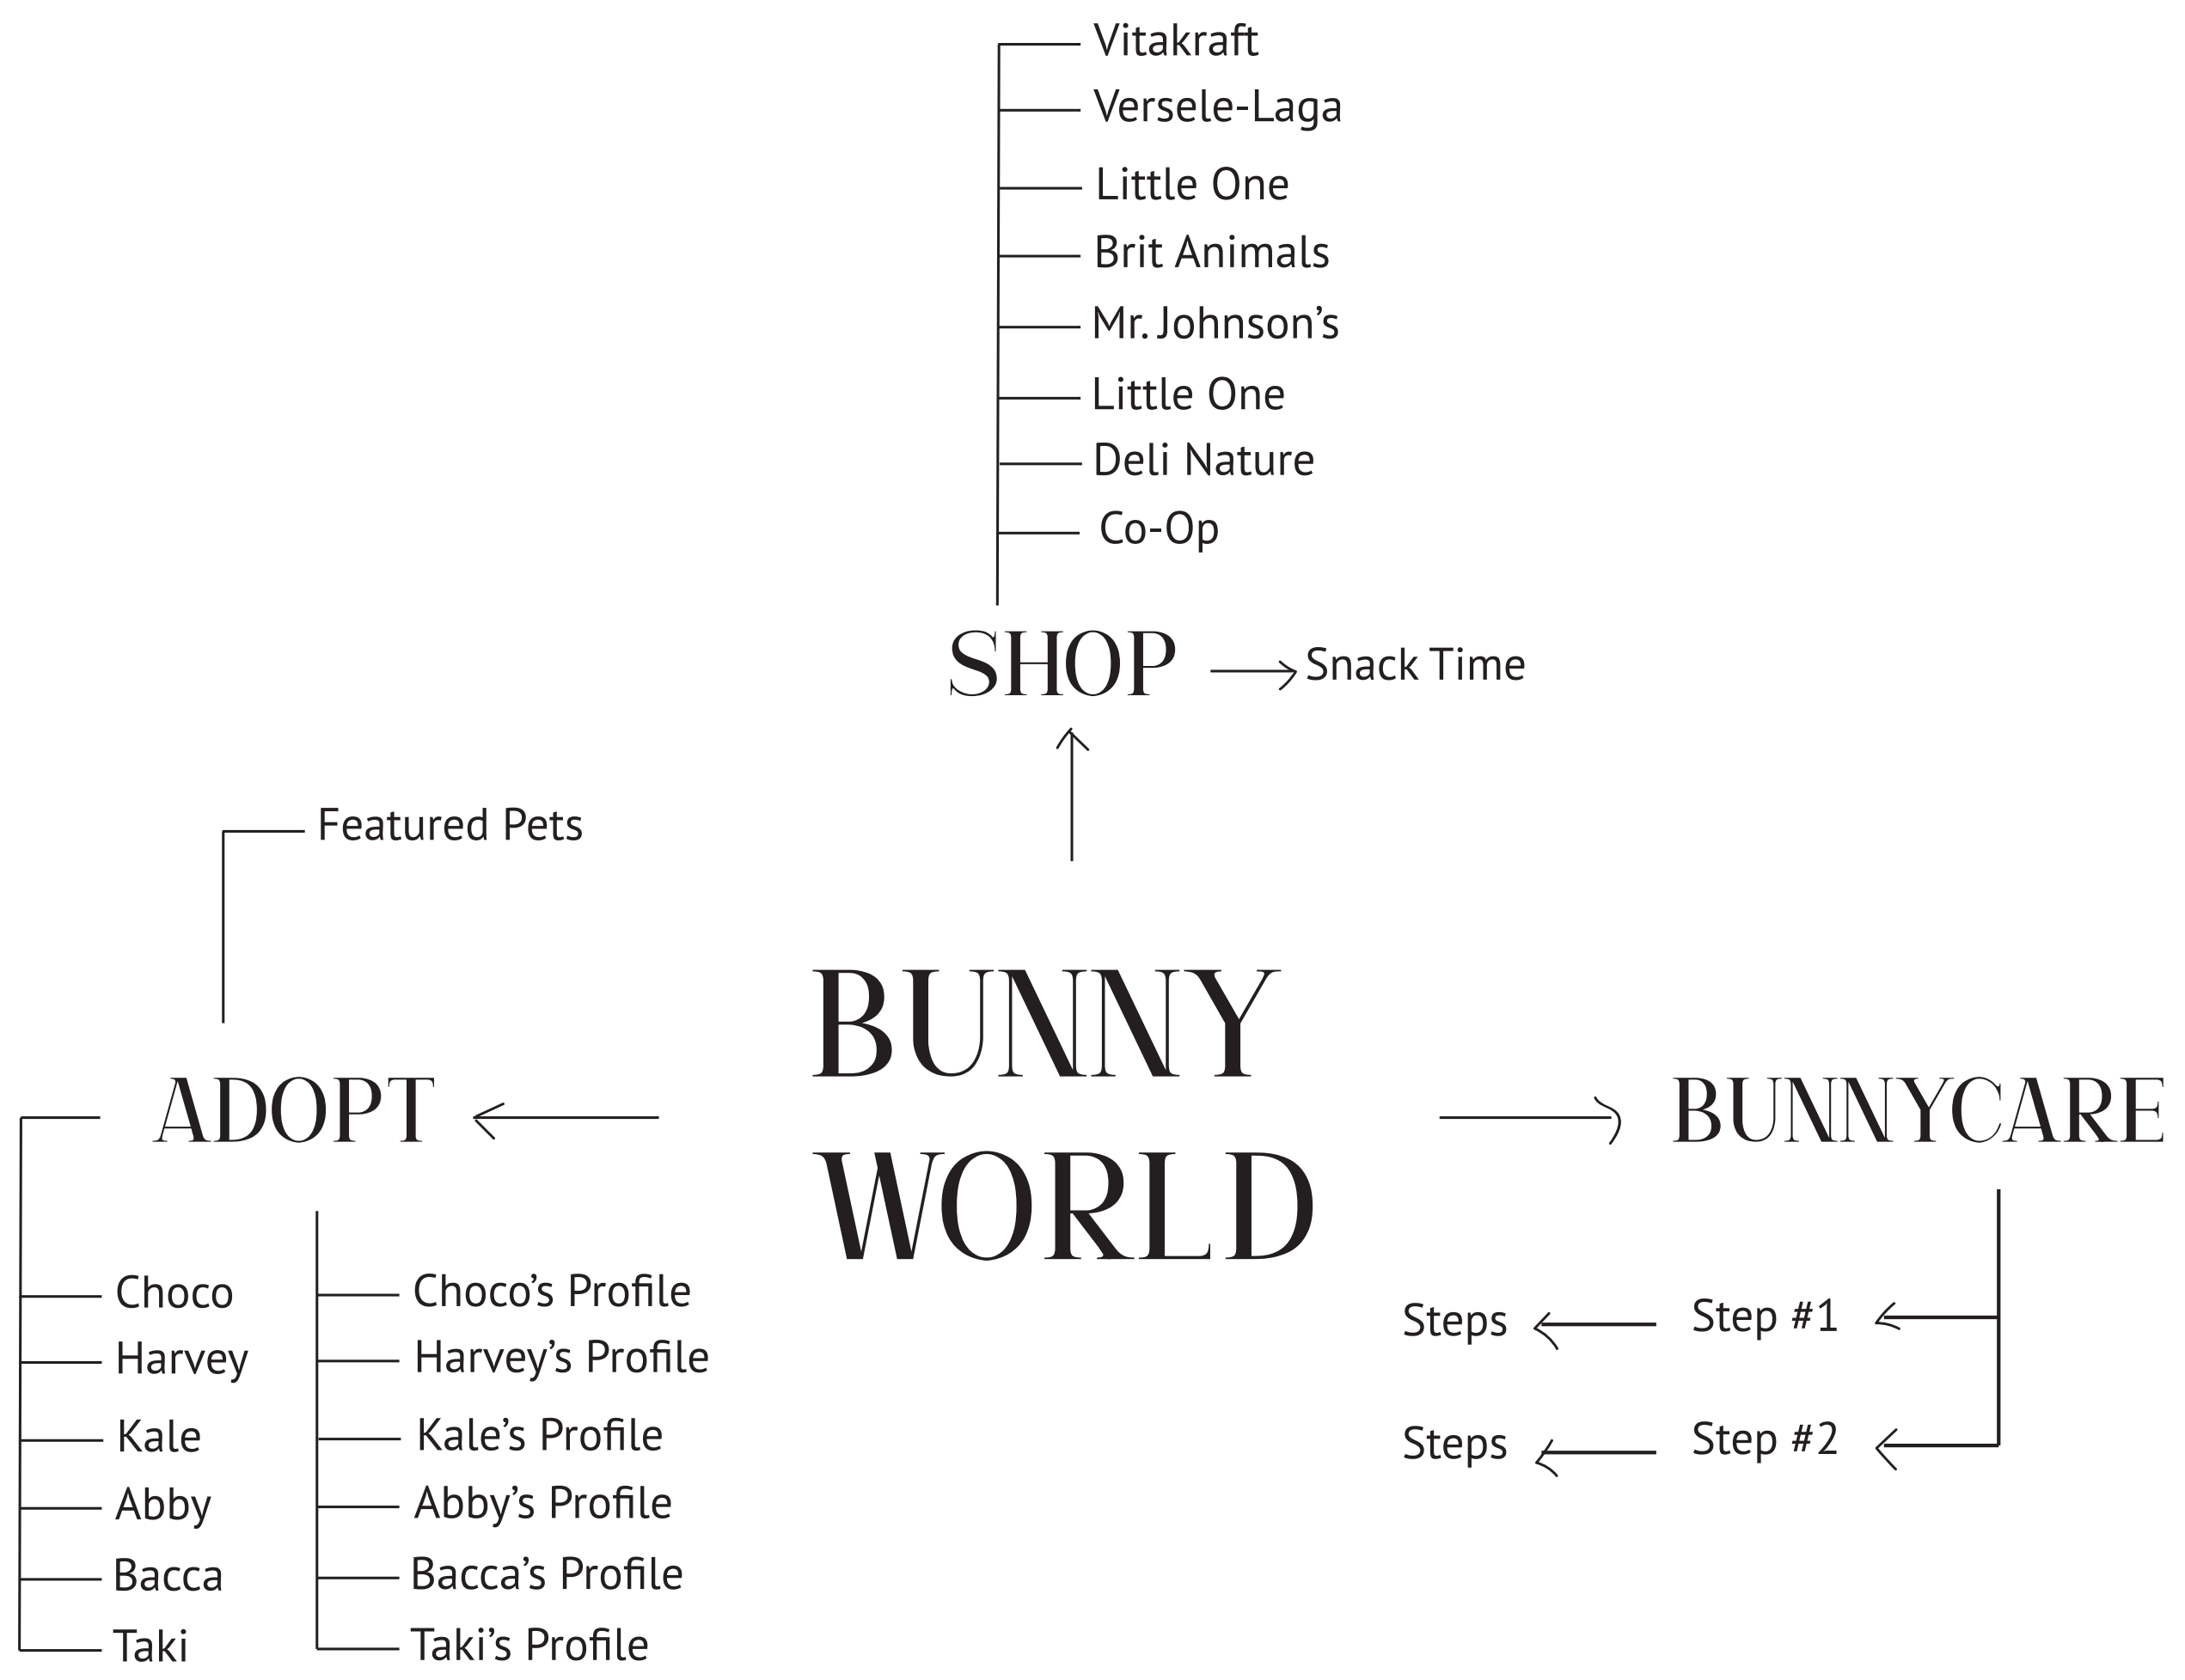 Vitakraft
Versele-Laga
Little One
Brit Animals
Mr. Johnson’s
Little One
Deli Nature
Co-Op
SHOP
Snack Time
Featured Pets
BUNNY
WORLD
ADOPT
BUNNYCARE
Choco
Harvey
Kale
Abby
Bacca
Taki
Choco’s Profile
Harvey’s Profile
Kale’s Profile
Abby’s Profile
Bacca’s Profile
Taki’s Profile
Steps
Step #1
Steps
Step #2